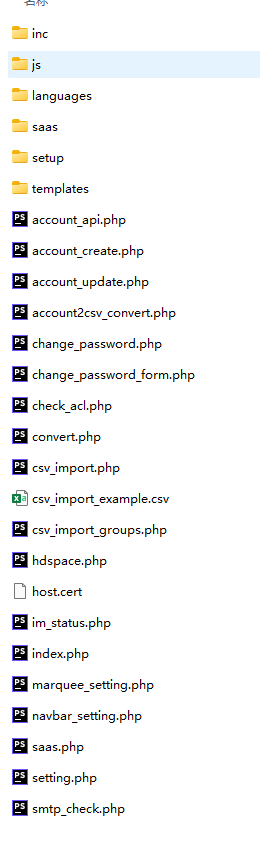 名称
inc
js
languages
saas
setup
templates
account_api.php
account_create.php
account_update.php
account2csv_convert.php
change_password.php
change_password_form.php
check_acl.php
convert.php
csv_import.php
csv_import_example.csv
csv_import_groups.php
hdspace.php
host.cert
im_status.php
index.php
marquee_setting.php
navbar_setting.php
saas.php
setting.php
smtp_check.php